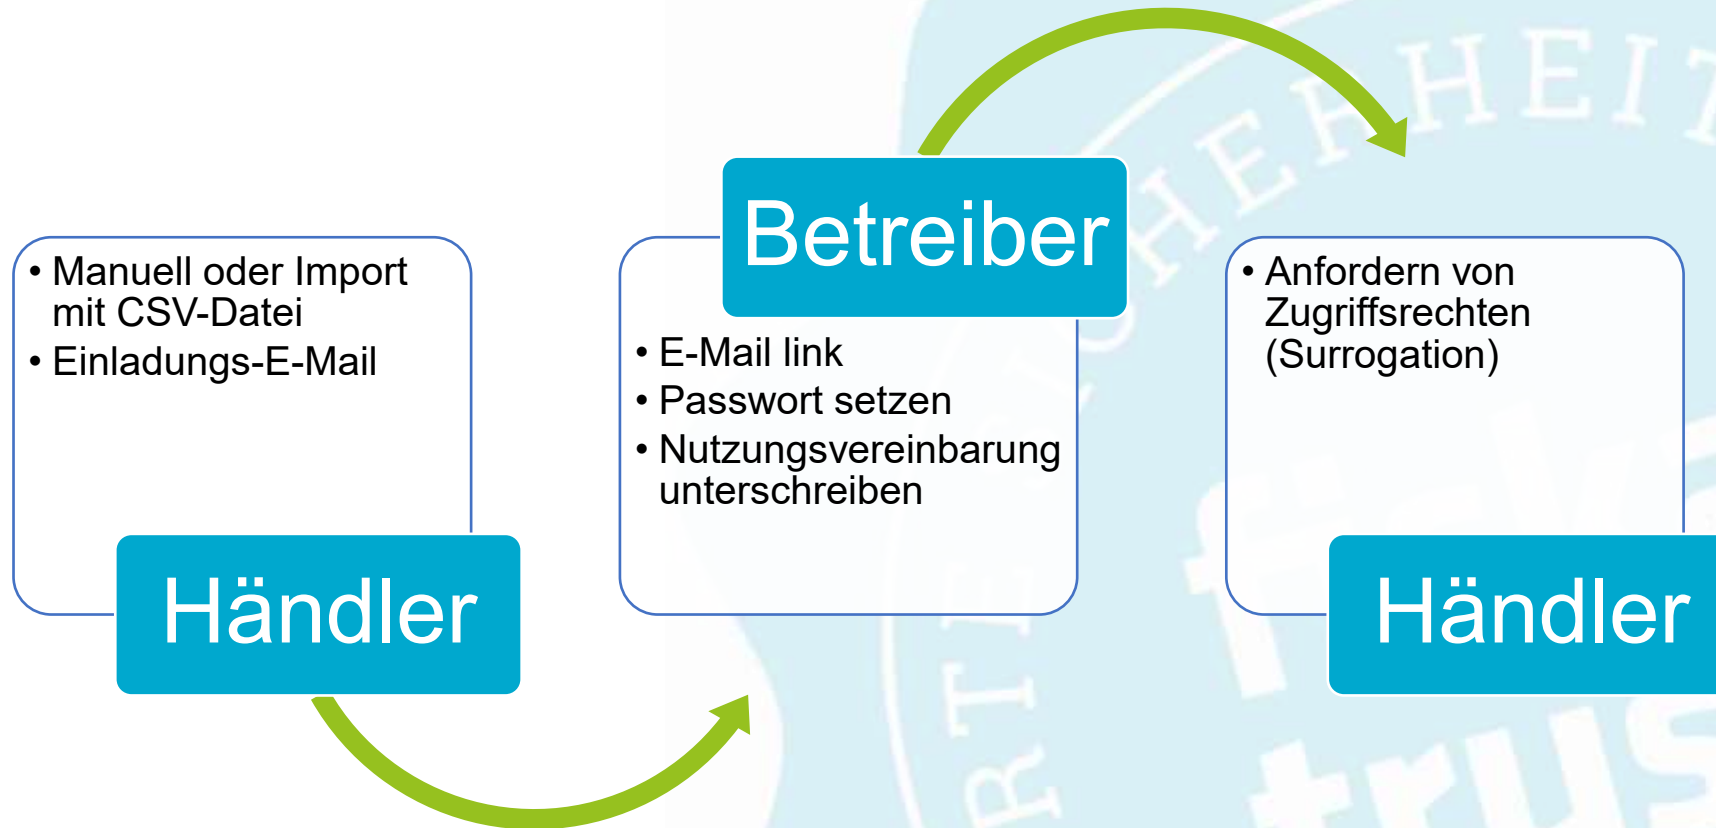 • Manuell oder Import
mit CSV-Datei
• Einladungs-E-Mail
Händler
Betreiber
• E-Mail link
• Passwort setzen
• Nutzungsvereinbarung
unterschreiben
• Anfordern von
Zugriffsrechten
(Surrogation)
Händler